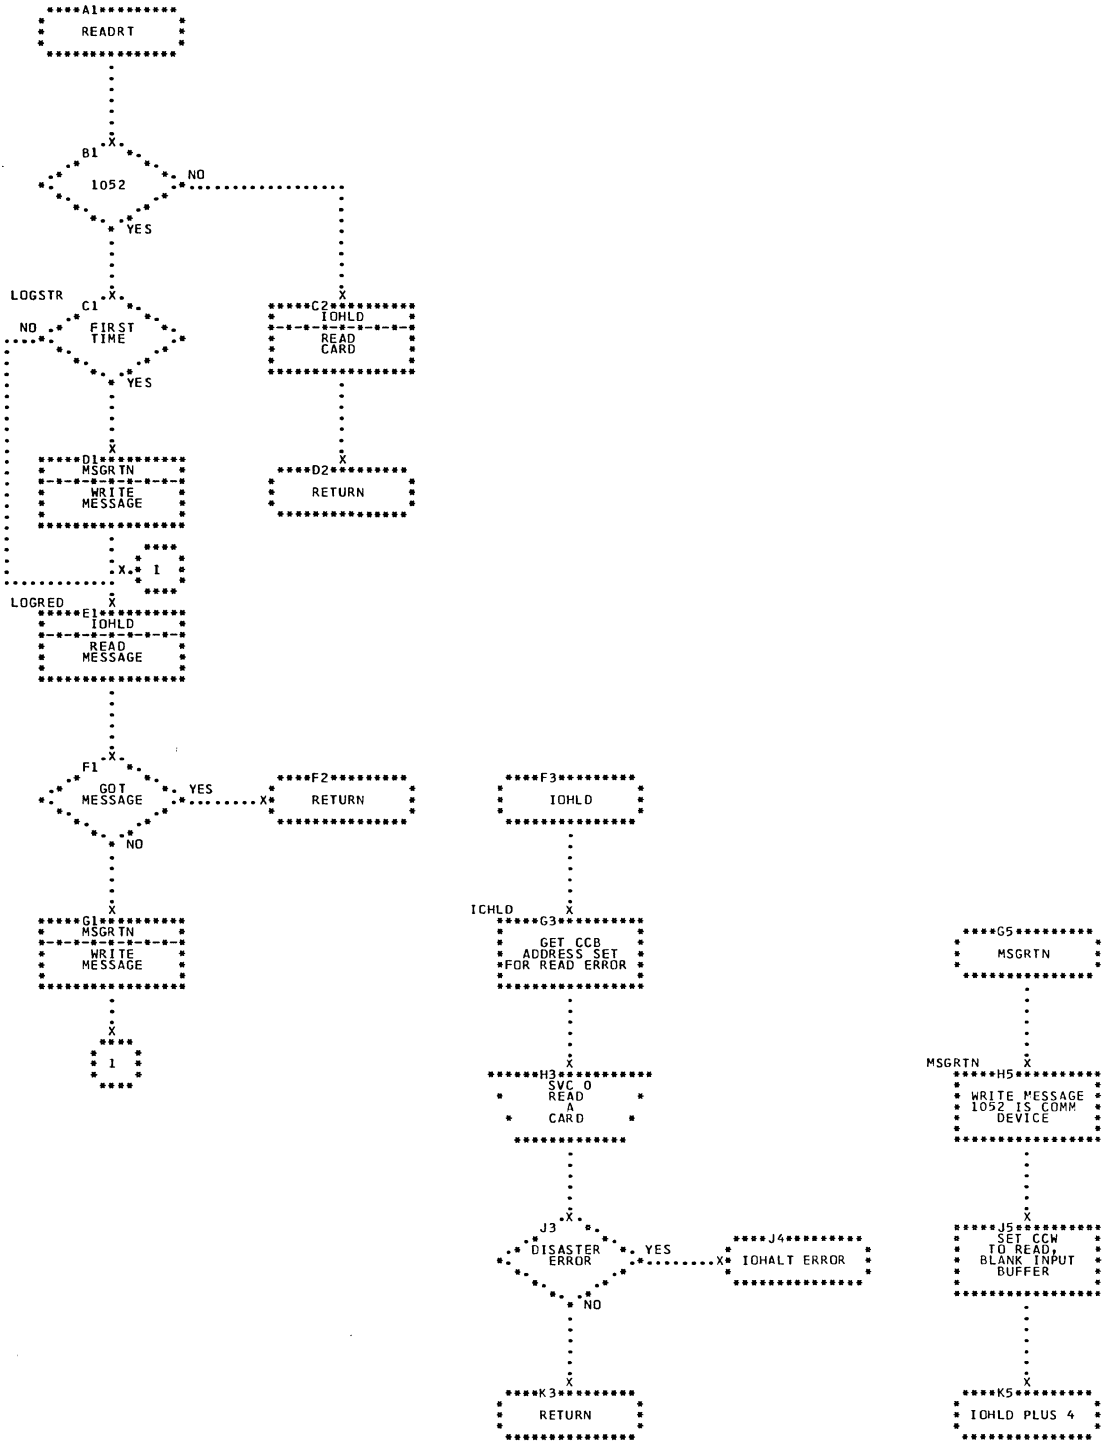 A1
READRT
B1
1052
NO
YES
LOGSTR
C1
FIRST
TIME
NO
YES
C2
IOHLD
READ
CARD
D1
MSGRTN
WRITE
MESSAGE
D2
RETURN
1
LOGRED
E1
IOHLD
READ
MESSAGE
F1
GOT
MESSAGE
YES
NO
F2
RETURN
F3
IOHLD
G1
MSGRTN
WRITE
MESSAGE
1
ICHLD
G3
GET CCB
ADDRESS SET
FOR READ ERROR
G5
MSGRTN
H3
SVC 0
READ
A
CARD
MSGRTN
H5
WRITE MESSAGE
1052 IS COMM
DEVICE
J3
DISASTER
ERROR
YES
NO
J4
IOHALT ERROR
J5
SET CCW
TO READ,
BLANK INPUT
BUFFER
K3
RETURN
K5
IOHLD PLUS 4